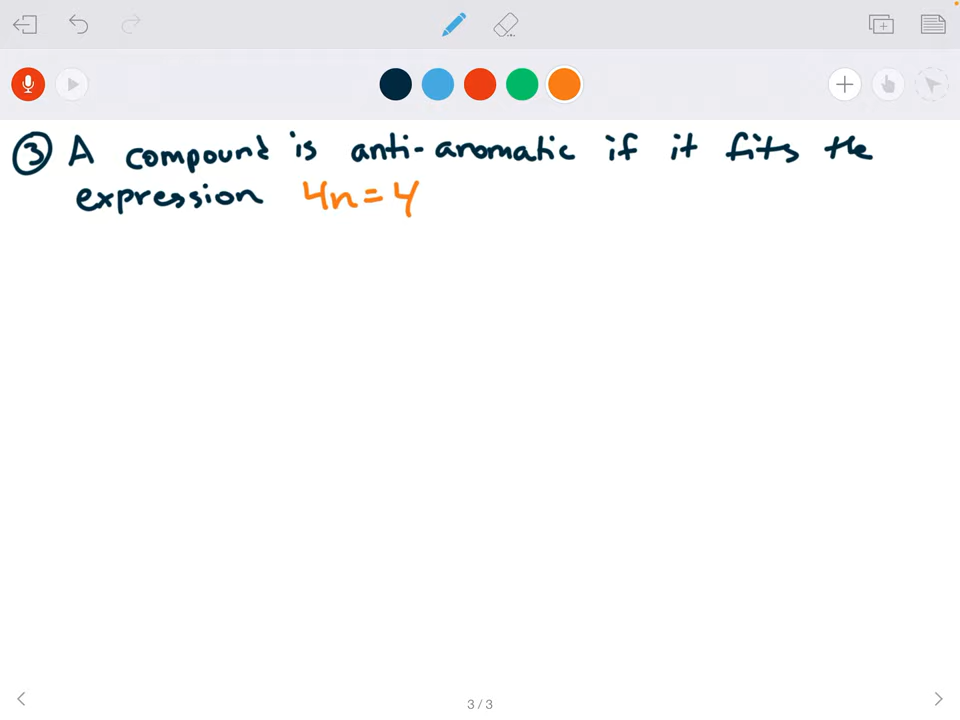 ③ A compound is anti-aromatic if it fits the
expression 4n=4
3/3